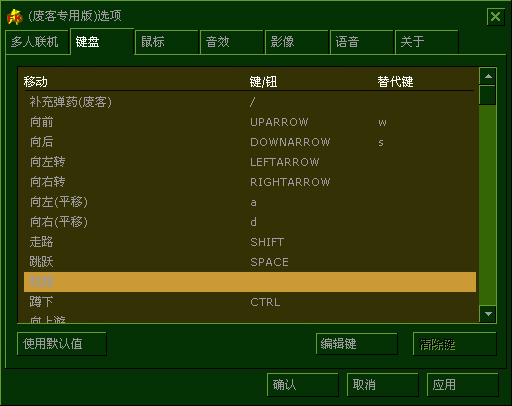 (废客专用版)选项
多人联机 键盘 鼠标 音效 影像 语音 关于
移动 键/钮 替代键
补充弹药(废客) /
向前 UPARROW w
向后 DOWNARROW s
向左转 LEFTARROW
向右转 RIGHTARROW
向左(平移) a
向右(平移) d
走路 SHIFT
跳跃 SPACE
蹲下 CTRL
向上游
使用默认值 编辑键 清除键
确认 取消 应用